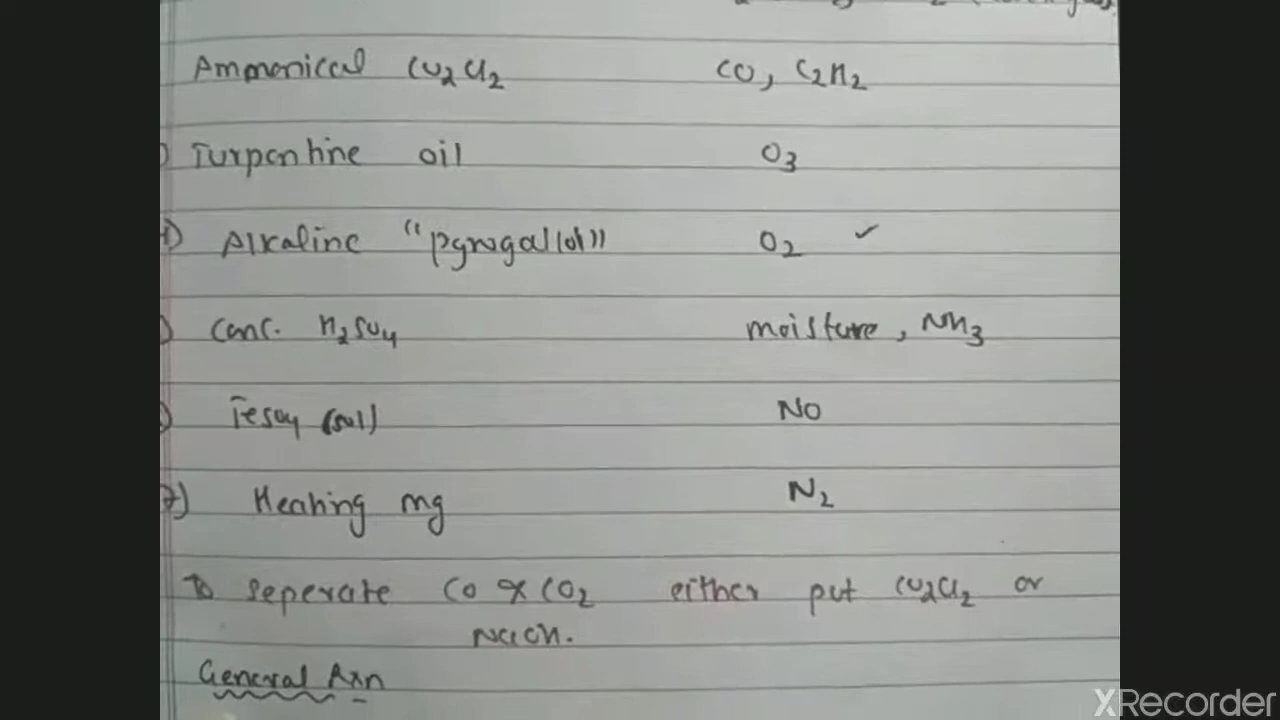 Ammonical Cu2Cl2 CO, C2H2
) Turpentine oil O3
4) Alkaline "pyrogallol" O2 ✓
) Conc. H2SO4 moisture, NH3
) FeSO4 (sol) NO
7) Heating mg N2
To seperate CO & CO2 either put Cu2Cl2 or
NaOH.
General Rxn
XRecorder